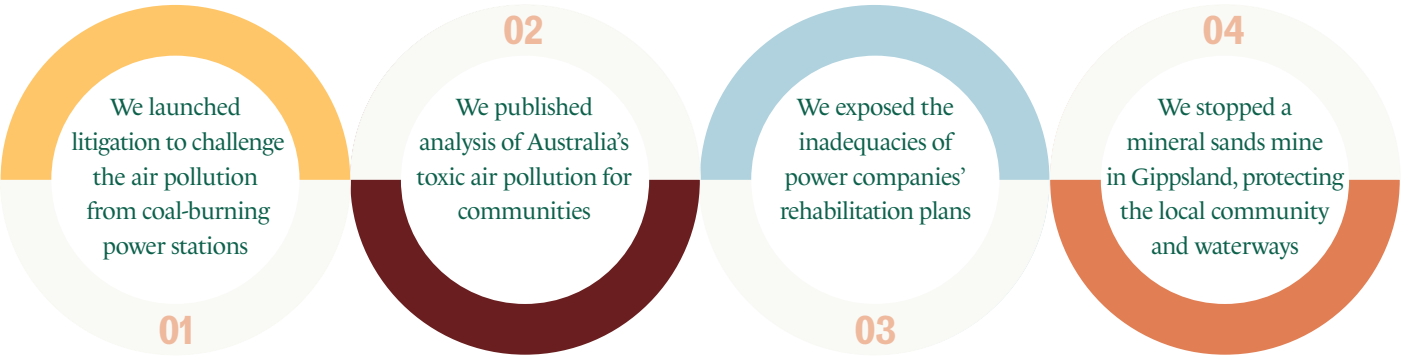 We launched
litigation to challenge
the air pollution
from coal-burning
power stations
01
02
We published
analysis of Australia’s
toxic air pollution for
communities
We exposed the
inadequacies of
power companies’
rehabilitation plans
03
04
We stopped a
mineral sands mine
in Gippsland, protecting
the local community
and waterways